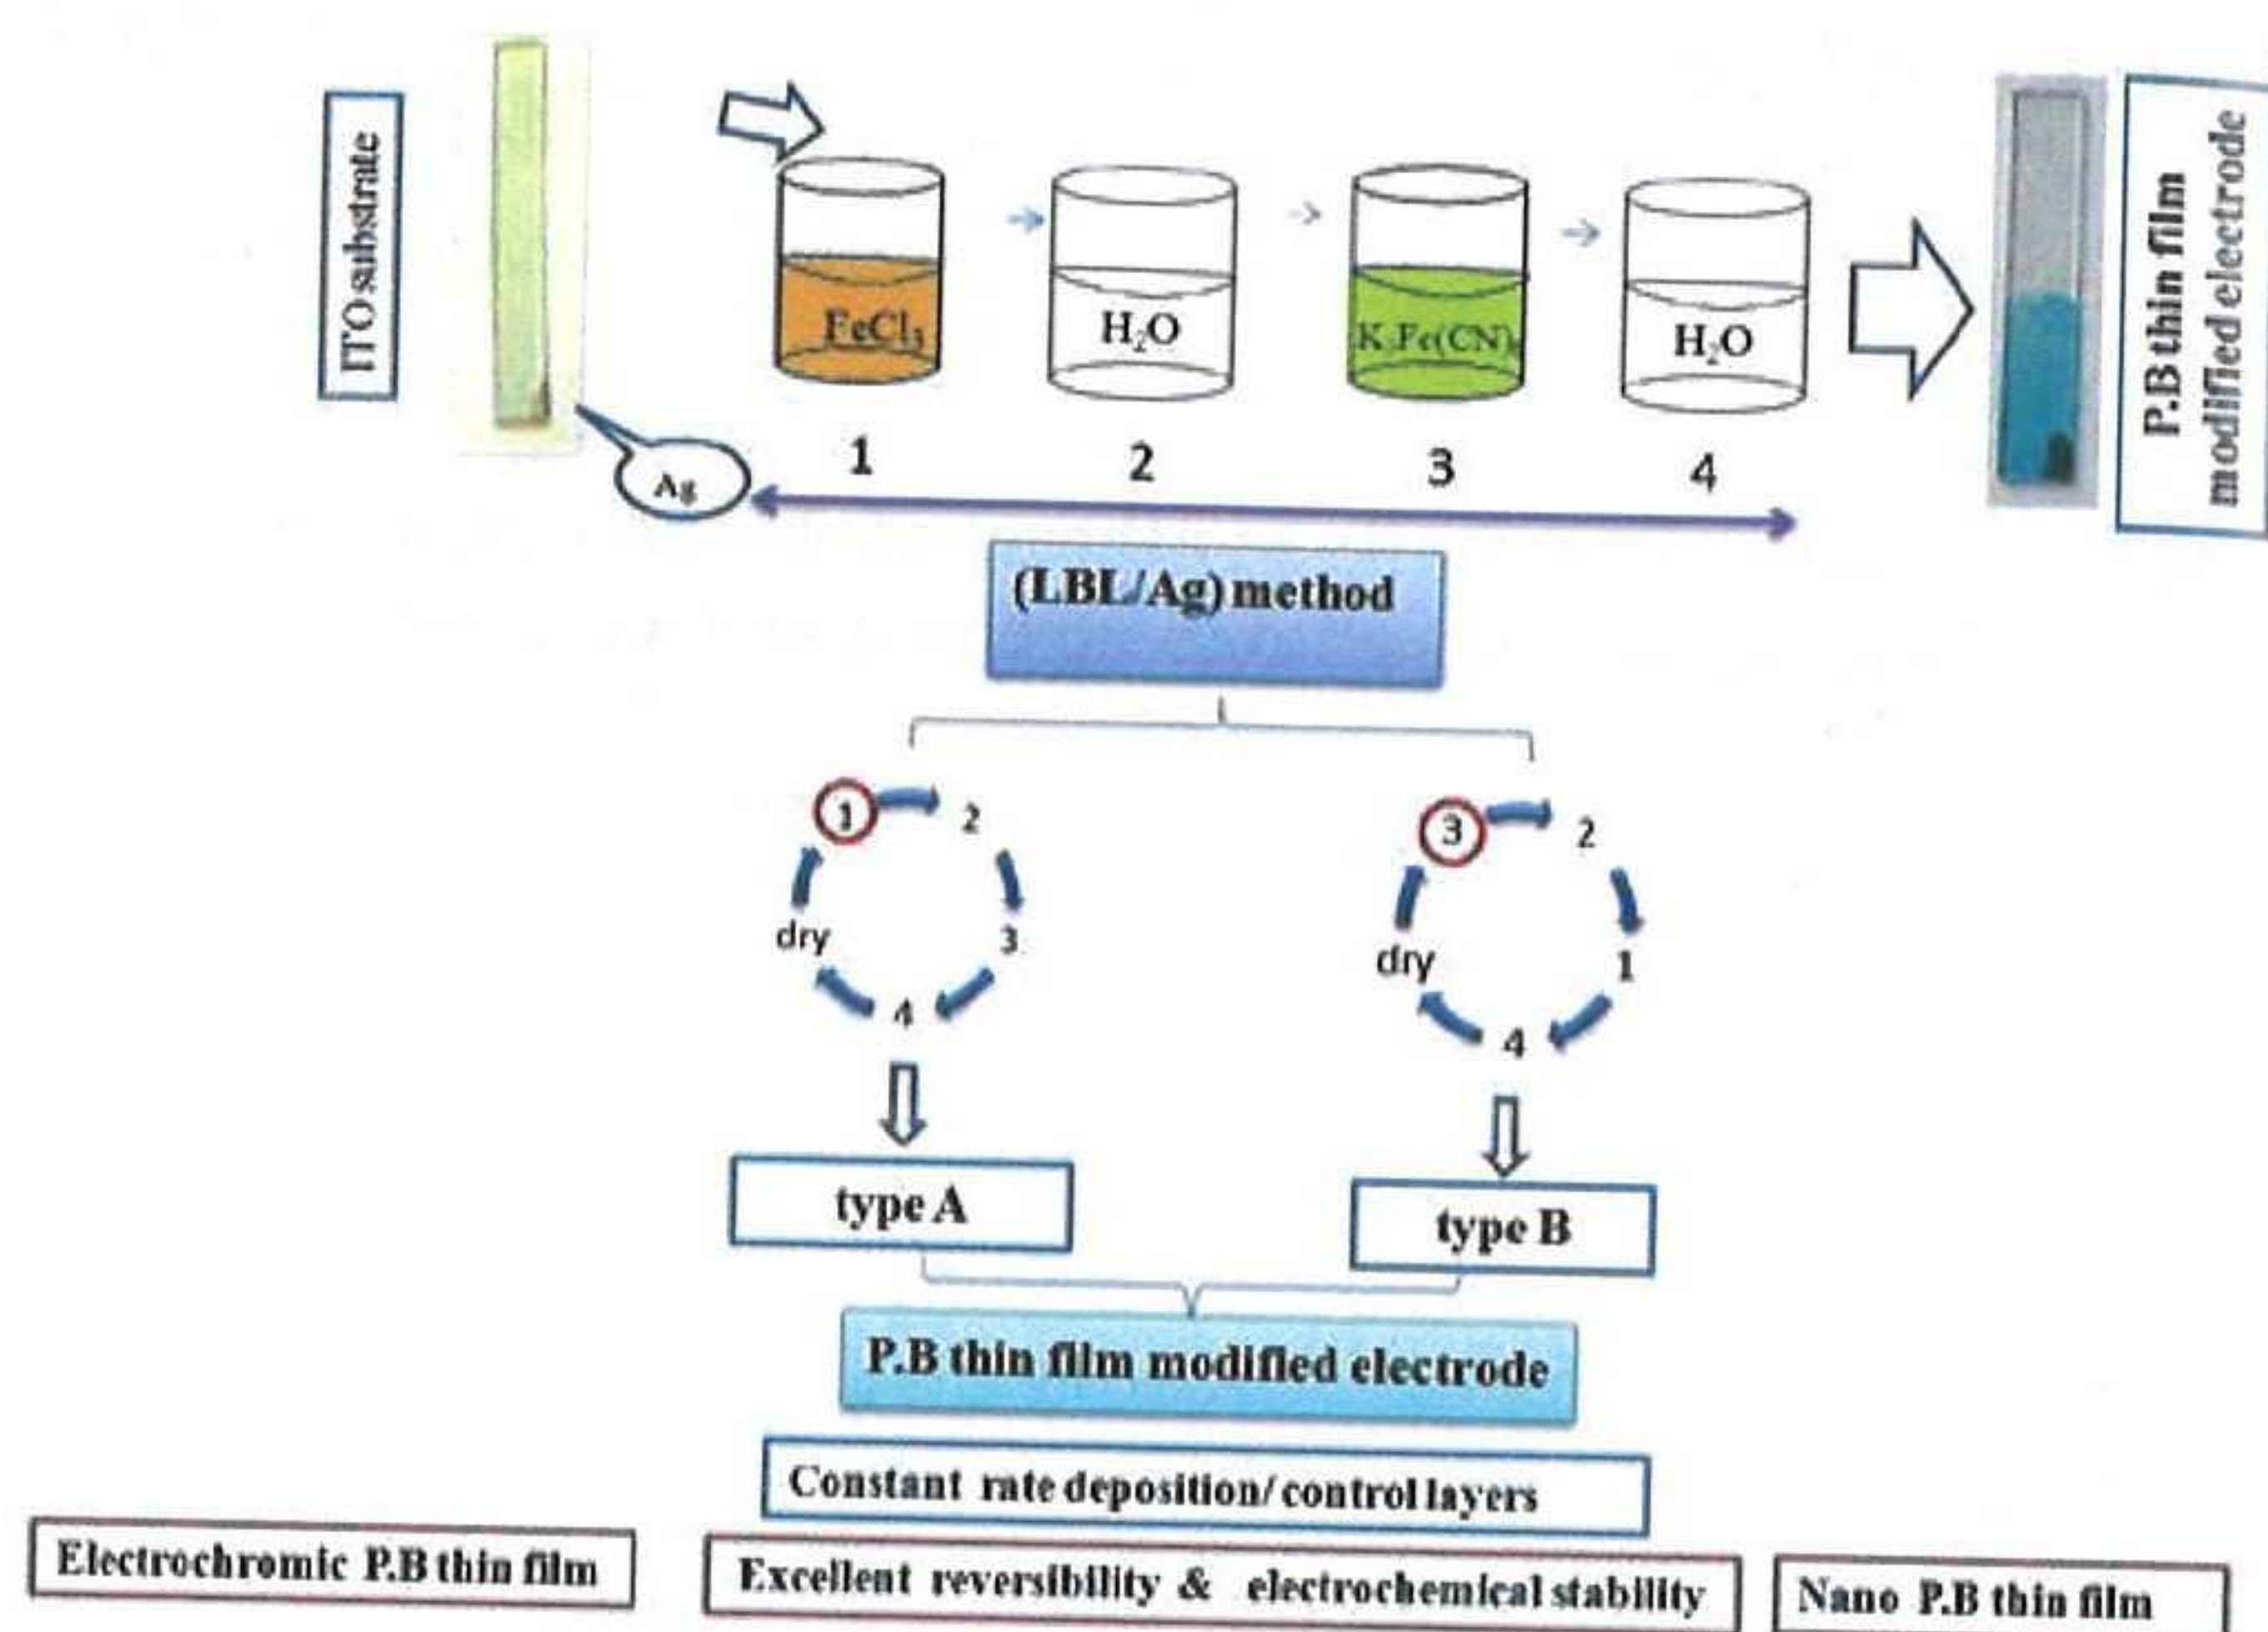 ITO substrate
Ag
FeCl₃
H₂O
K₃Fe(CN)₆
H₂O
1
2
3
4
P.B thin film
modified electrode
(LBL/Ag) method
1
2
3
4
dry
3
2
1
4
dry
type A
type B
P.B thin film modified electrode
Constant rate deposition/ control layers
Electrochromic P.B thin film
Excellent reversibility & electrochemical stability
Nano P.B thin film